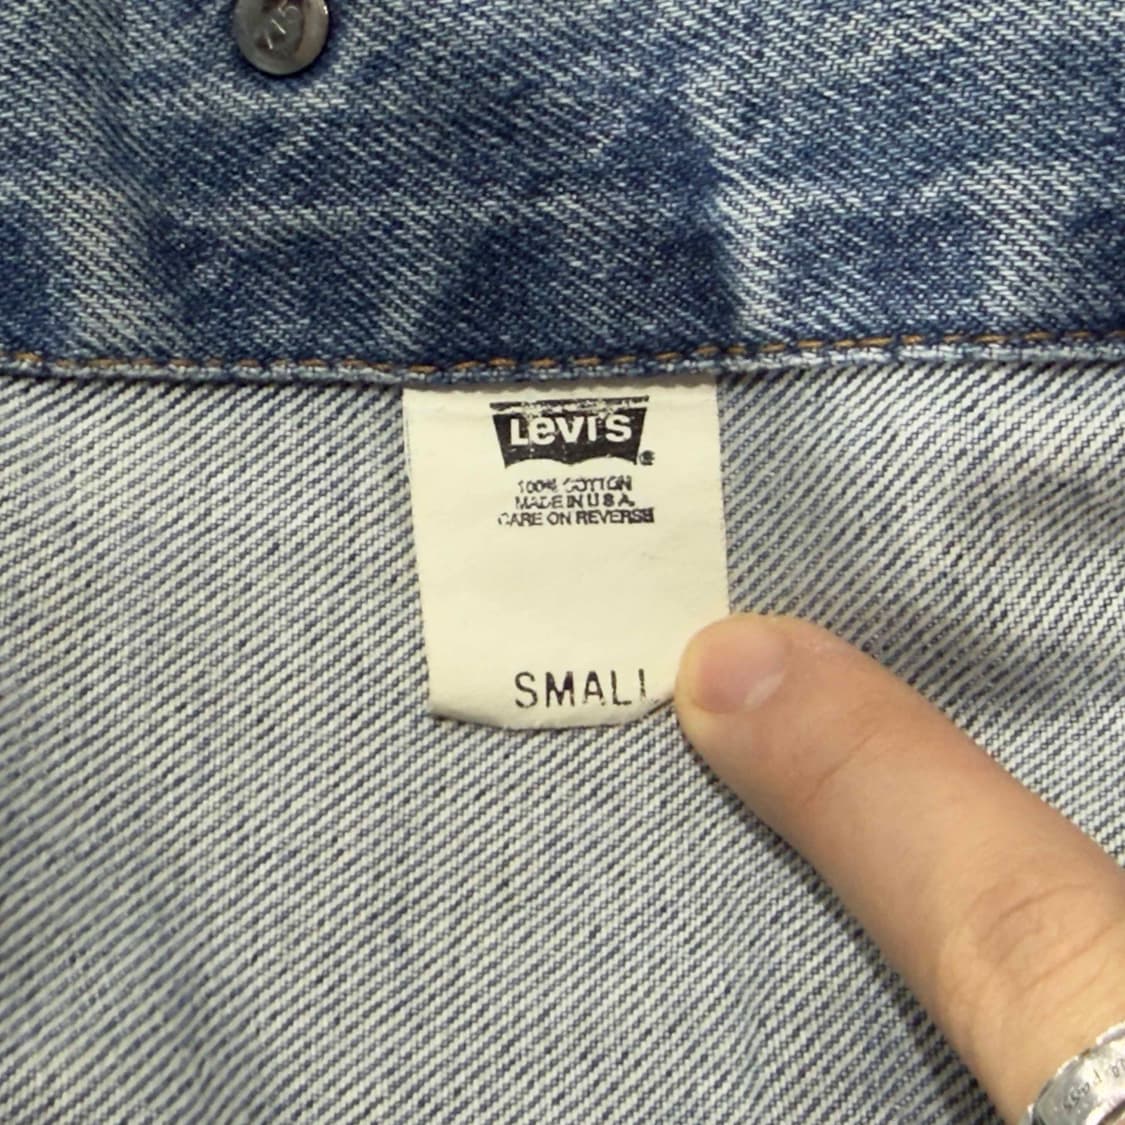 Levi's
100% COTTON
MADE IN U S A.
CARE ON REVERSE
SMALL